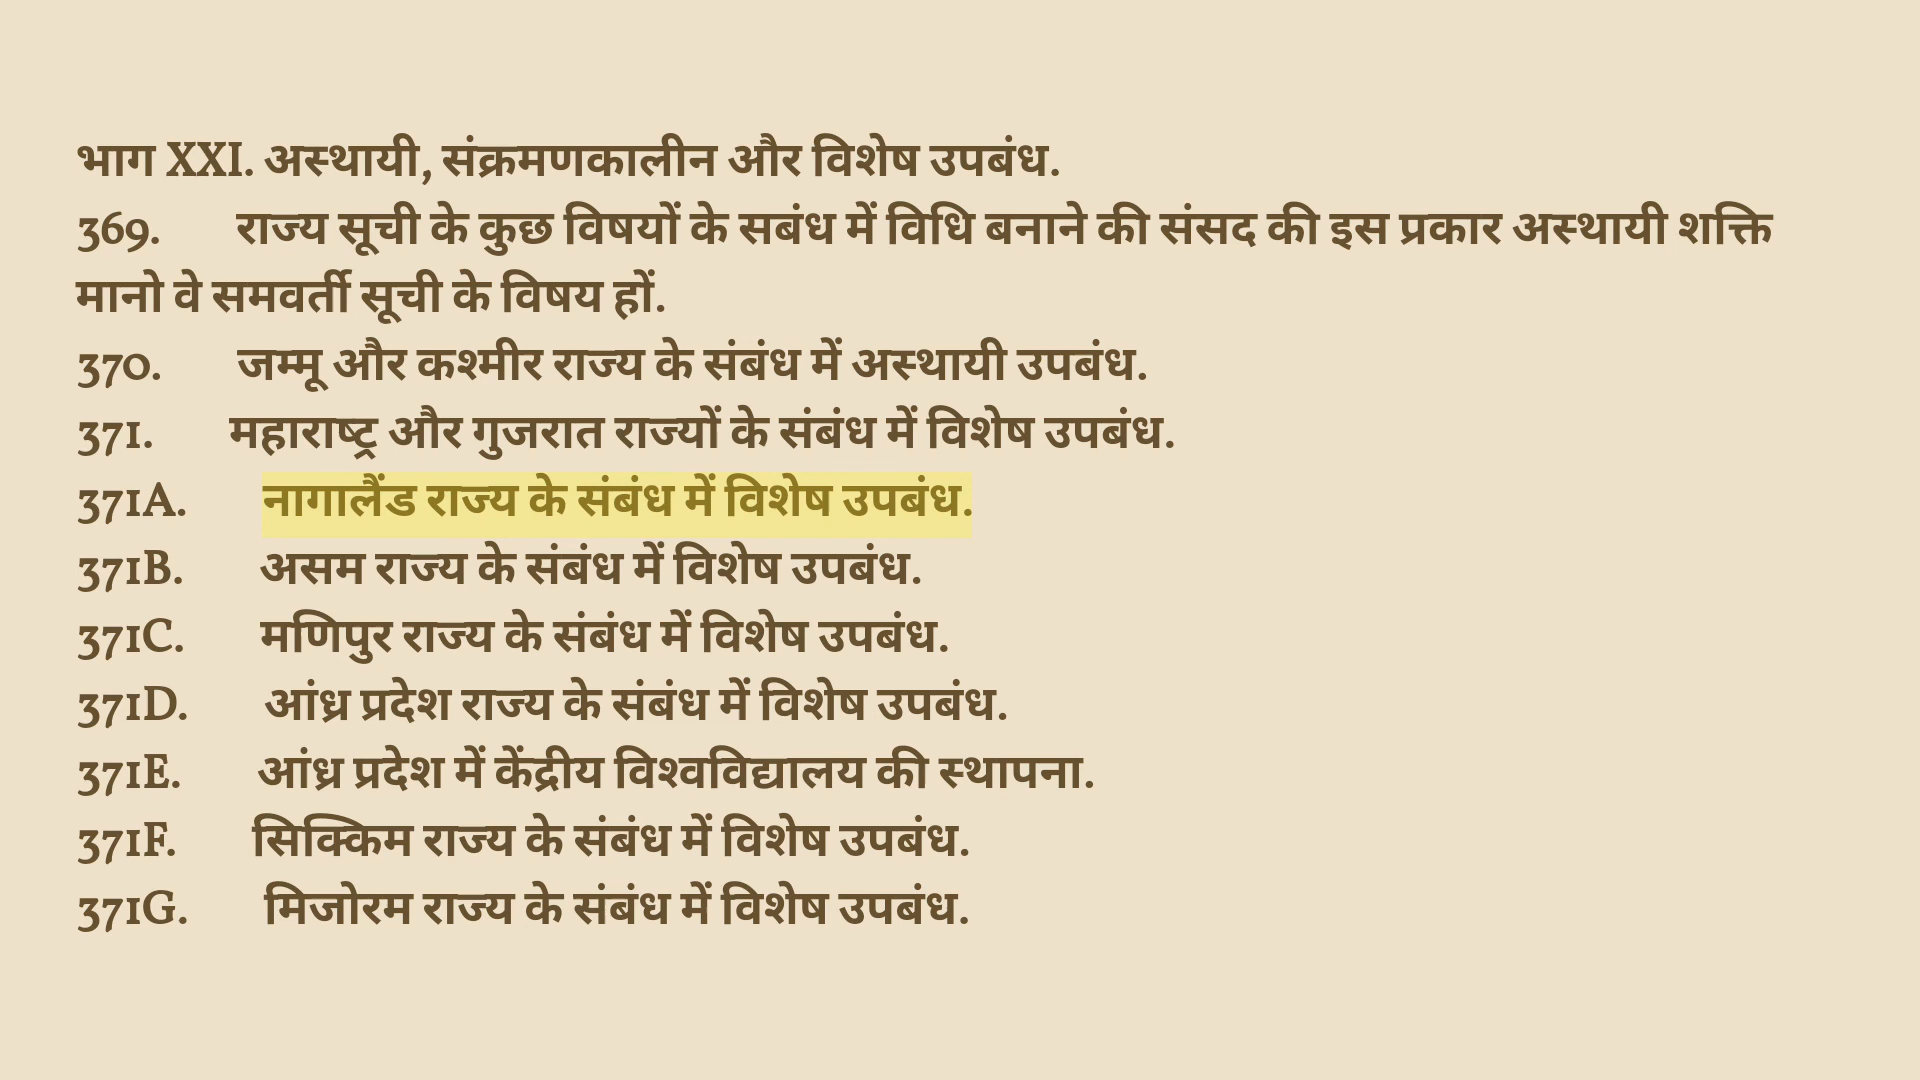 भाग XXI. अस्थायी, संक्रमणकालीन और विशेष उपबंध.
369. राज्य सूची के कुछ विषयों के सबंध में विधि बनाने की संसद की इस प्रकार अस्थायी शक्ति
मानो वे समवर्ती सूची के विषय हों.
370. जम्मू और कश्मीर राज्य के संबंध में अस्थायी उपबंध.
371. महाराष्ट्र और गुजरात राज्यों के संबंध में विशेष उपबंध.
371A. नागालैंड राज्य के संबंध में विशेष उपबंध.
371B. असम राज्य के संबंध में विशेष उपबंध.
371C. मणिपुर राज्य के संबंध में विशेष उपबंध.
371D. आंध्र प्रदेश राज्य के संबंध में विशेष उपबंध.
371E. आंध्र प्रदेश में केंद्रीय विश्वविद्यालय की स्थापना.
371F. सिक्किम राज्य के संबंध में विशेष उपबंध.
371G. मिजोरम राज्य के संबंध में विशेष उपबंध.